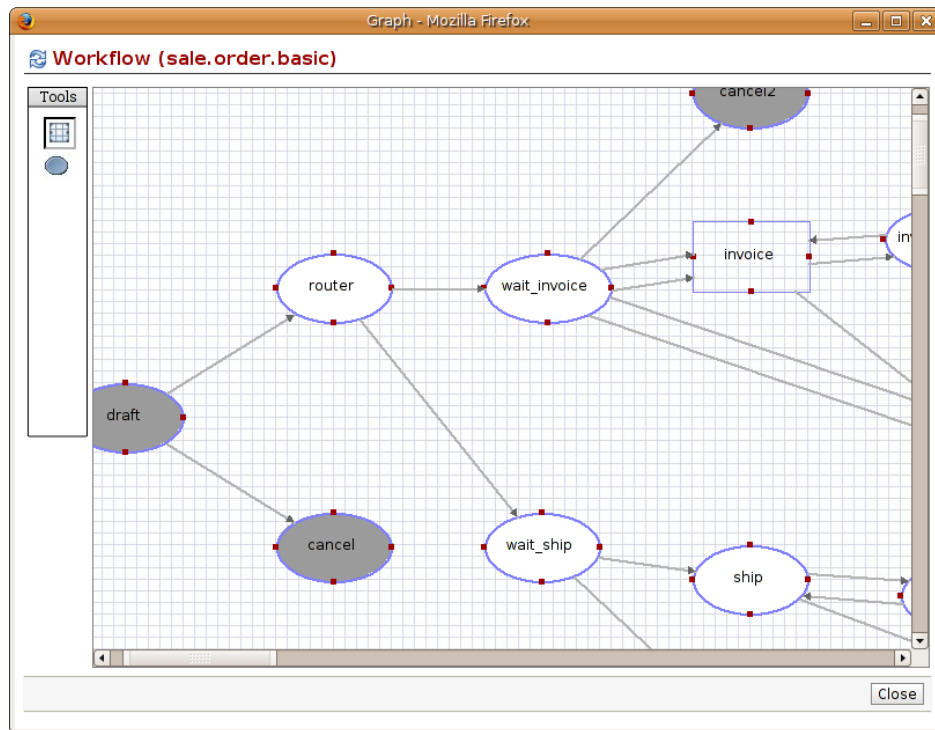 Graph - Mozilla Firefox
Workflow (sale.order.basic)
Tools
cancel2
invoice
router
wait_invoice
draft
cancel
wait_ship
ship
Close